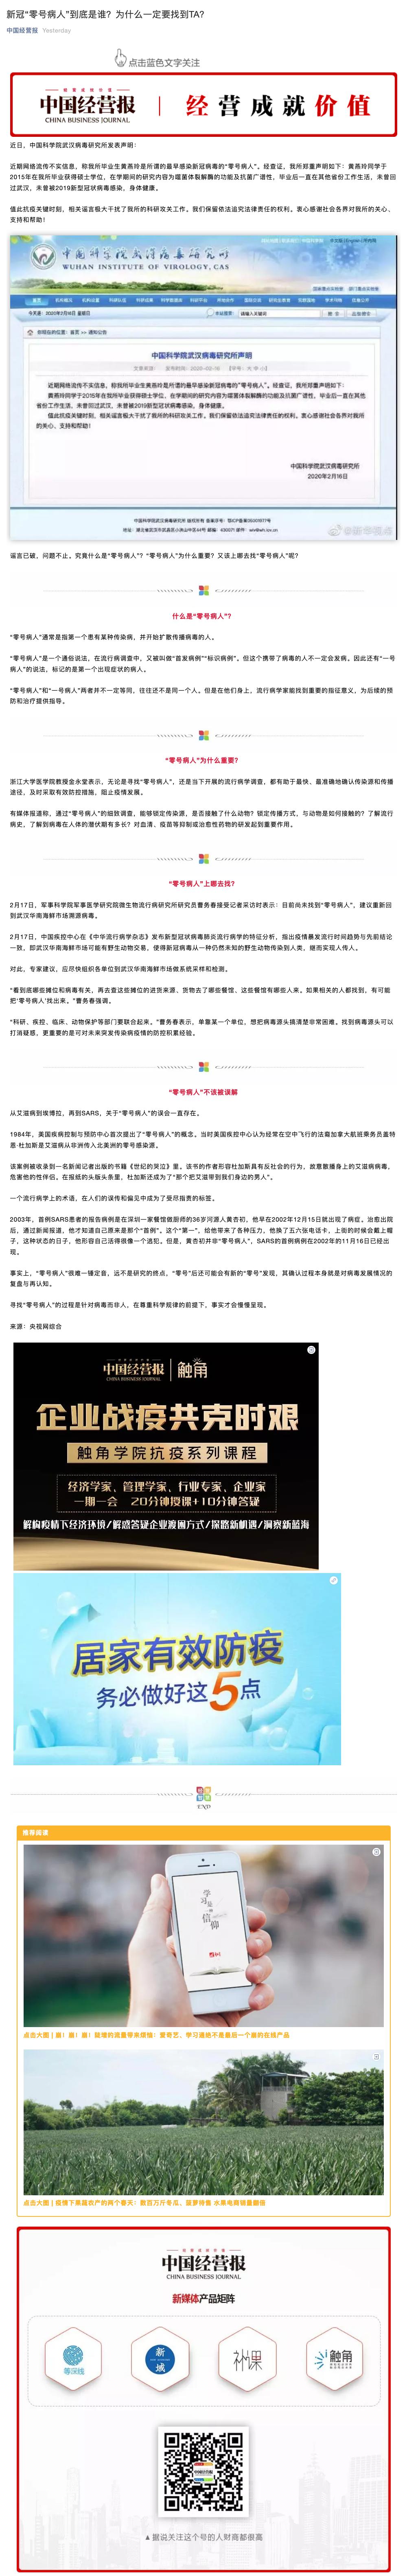 新冠“零号病人”到底是谁？为什么一定要找到TA？
中国经营报 Yesterday
点击蓝色文字关注
中国经营报
CHINA BUSINESS JOURNAL
经营成就价值
近日，中国科学院武汉病毒研究所发表声明：
近期网络流传不实信息，称我所毕业生黄燕玲是所谓的最早感染新冠病毒的“零号病人”。经查证，我所郑重声明如下：黄燕玲同学于
2015年在我所毕业获得硕士学位，在学期间的研究内容为噬菌体裂解酶的功能及抗菌广谱性，毕业后一直在其他省份工作生活，未曾回
过武汉，未曾被2019新型冠状病毒感染，身体健康。
值此抗疫关键时刻，相关谣言极大干扰了我所的科研攻关工作。我们保留依法追究法律责任的权利。衷心感谢社会各界对我所的关心、
支持和帮助！
中国科学院武汉病毒研究所
WUHAN INSTITUTE OF VIROLOGY, CAS
今天是：2020年2月16日 星期日
请输入关键字
您现在的位置：首页 >> 通知公告
中国科学院武汉病毒研究所声明
近期网络流传不实信息，称我所毕业生黄燕玲是所谓的最早感染新冠病毒的“零号病人”。经查证，我所郑重声明如下：
黄燕玲同学于2015年在我所毕业获得硕士学位，在学期间的研究内容为噬菌体裂解酶的功能及抗菌广谱性，毕业后一直在其他
省份工作生活，未曾回过武汉，未曾被2019新型冠状病毒感染，身体健康。
值此抗疫关键时刻，相关谣言极大干扰了我所的科研攻关工作。我们保留依法追究法律责任的权利。衷心感谢社会各界对我所
的关心、支持和帮助！
中国科学院武汉病毒研究所
2020年2月16日
@新华视点
谣言已破，问题不止。究竟什么是“零号病人”？“零号病人”为什么重要？又该上哪去找“零号病人”呢？
什么是“零号病人”？
“零号病人”通常是指第一个患有某种传染病，并开始扩散传播病毒的人。
“零号病人”是一个通俗说法，在流行病调查中，又被叫做“首发病例”“标识病例”。但这个携带了病毒的人不一定会发病。因此还有“一号
病人”的说法，标记的是第一个出现症状的病人。
“零号病人”和“一号病人”两者并不一定等同，往往还不是同一个人。但是在他们身上，流行病学家能找到重要的指征意义，为后续的预
防和治疗提供指导。
“零号病人”为什么重要？
浙江大学医学院教授金永堂表示，无论是寻找“零号病人”，还是当下开展的流行病学调查，都有助于最快、最准确地确认传染源和传播
途径，及时采取有效防控措施，阻止疫情发展。
有媒体报道称，通过“零号病人”的细致调查，能够锁定传染源，是否接触了什么动物？锁定传播方式，与动物是如何接触的？了解流行
病史，了解到病毒在人体的潜伏期有多长？对血清、疫苗等抑制或治愈性药物的研发起到重要作用。
“零号病人”上哪去找？
2月17日，军事科学院军事医学研究院微生物流行病研究所研究员曹务春接受记者采访时表示：目前尚未找到“零号病人”，建议重新回
到武汉华南海鲜市场溯源病毒。
2月17日，中国疾控中心在《中华流行病学杂志》发布新型冠状病毒肺炎流行病学的特征分析，指出疫情暴发流行时间趋势与先前结论
一致，即武汉华南海鲜市场可能有野生动物交易，使得新冠病毒从一种仍然未知的野生动物传染到人类，继而实现人传人。
对此，专家建议，应尽快组织各单位到武汉华南海鲜市场做系统采样和检测。
“看到底哪些摊位和病毒有关，再去查这些摊位的进货来源、货物去了哪些餐馆、这些餐馆有哪些人来。如果相关的人都找到，有可能
把‘零号病人’找出来。”曹务春强调。
“科研、疾控、临床、动物保护等部门要联合起来。”曹务春表示，单靠某一个单位，想把病毒源头搞清楚非常困难。找到病毒源头可以
打消疑惑，更重要的是可对未来突发传染病疫情的防控积累经验。
“零号病人”不该被误解
从艾滋病到埃博拉，再到SARS，关于“零号病人”的误会一直存在。
1984年，美国疾病控制与预防中心首次提出了“零号病人”的概念。当时美国疾控中心认为经常在空中飞行的法裔加拿大航班乘务员盖特
恩·杜加斯是艾滋病从非洲传入北美洲的零号感染源。
该案例被收录到一名新闻记者出版的书籍《世纪的哭泣》里。该书的作者形容杜加斯具有反社会的行为，故意散播身上的艾滋病病毒，
危害他的性伴侣。在报纸的头版头条里，杜加斯还成为了“那个把艾滋带到我们身边的男人”。
一个流行病学上的术语，在人们的误传和偏见中成为了受尽指责的标签。
2003年，首例SARS患者的报告病例是在深圳一家餐馆做厨师的36岁河源人黄杏初，他早在2002年12月15日就出现了病症。治愈出院
后，通过新闻报道，他才知道自己原来是那个“首例”。这个“第一”，给他带来了各种压力。他换了五六张电话卡，上街的时候会戴上帽
子，这种状态的日子，他形容自己活得很像一个逃犯。但是，黄杏初并非“零号病人”，SARS的首例病例在2002年的11月16日已经出
现。
事实上，“零号病人”很难一锤定音，远不是研究的终点，“零号”后还可能会有新的“零号”发现，其确认过程本身就是对病毒发展情况的
复盘与再认知。
寻找“零号病人”的过程是针对病毒而非人，在尊重科学规律的前提下，事实才会慢慢呈现。
来源：央视网综合
中国经营报
CHINA BUSINESS JOURNAL
触角
企业战疫共克时艰
触角学院抗疫系列课程
经济学家、管理学家、行业专家、企业家
一期一会 20分钟授课+10分钟答疑
解构疫情下经济环境/解惑答疑企业渡困方式/探路新机遇/洞察新蓝海
居家有效防疫
务必做好这5点
END
推荐阅读
学习是一种信仰
点击大图 | 崩！崩！崩！陡增的流量带来烦恼：爱奇艺、学习通绝不是最后一个崩的在线产品
点击大图 | 疫情下果蔬农产的两个春天：数百万斤冬瓜、菠萝待售 水果电商销量翻倍
中国经营报
CHINA BUSINESS JOURNAL
新媒体产品矩阵
等深线
新域
触角
▲据说关注这个号的人财商都很高